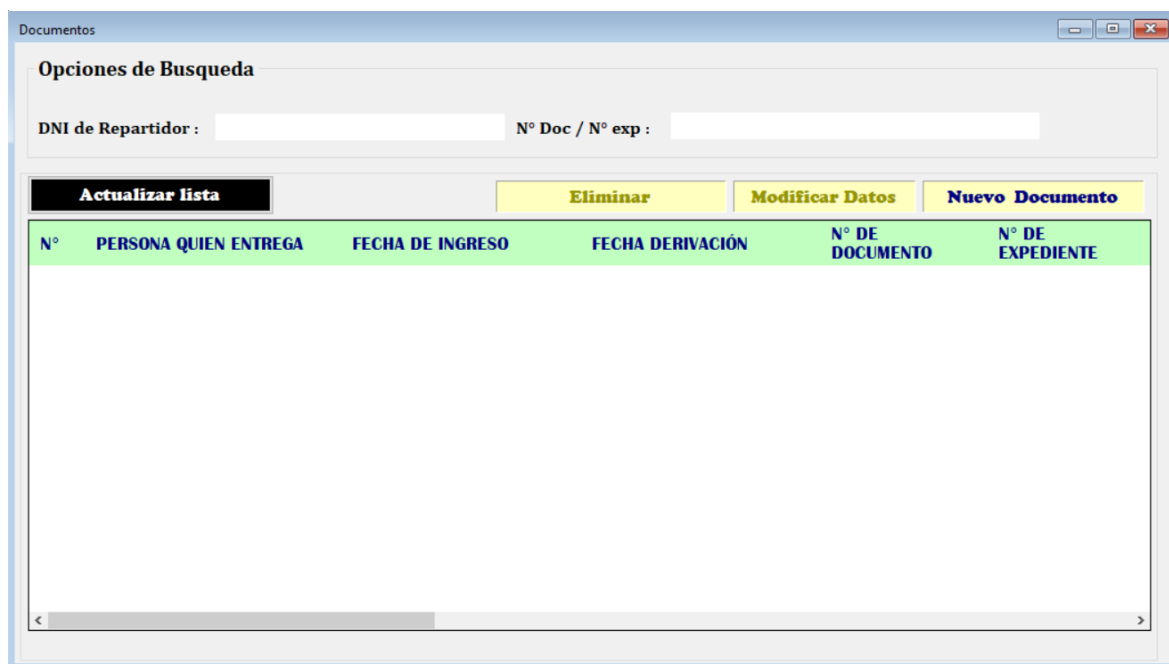 Documentos
Opciones de Busqueda
DNI de Repartidor :
N° Doc / N° exp :
Actualizar lista
Eliminar
Modificar Datos
Nuevo Documento
N°
PERSONA QUIEN ENTREGA
FECHA DE INGRESO
FECHA DERIVACIÓN
N° DE
DOCUMENTO
N° DE
EXPEDIENTE